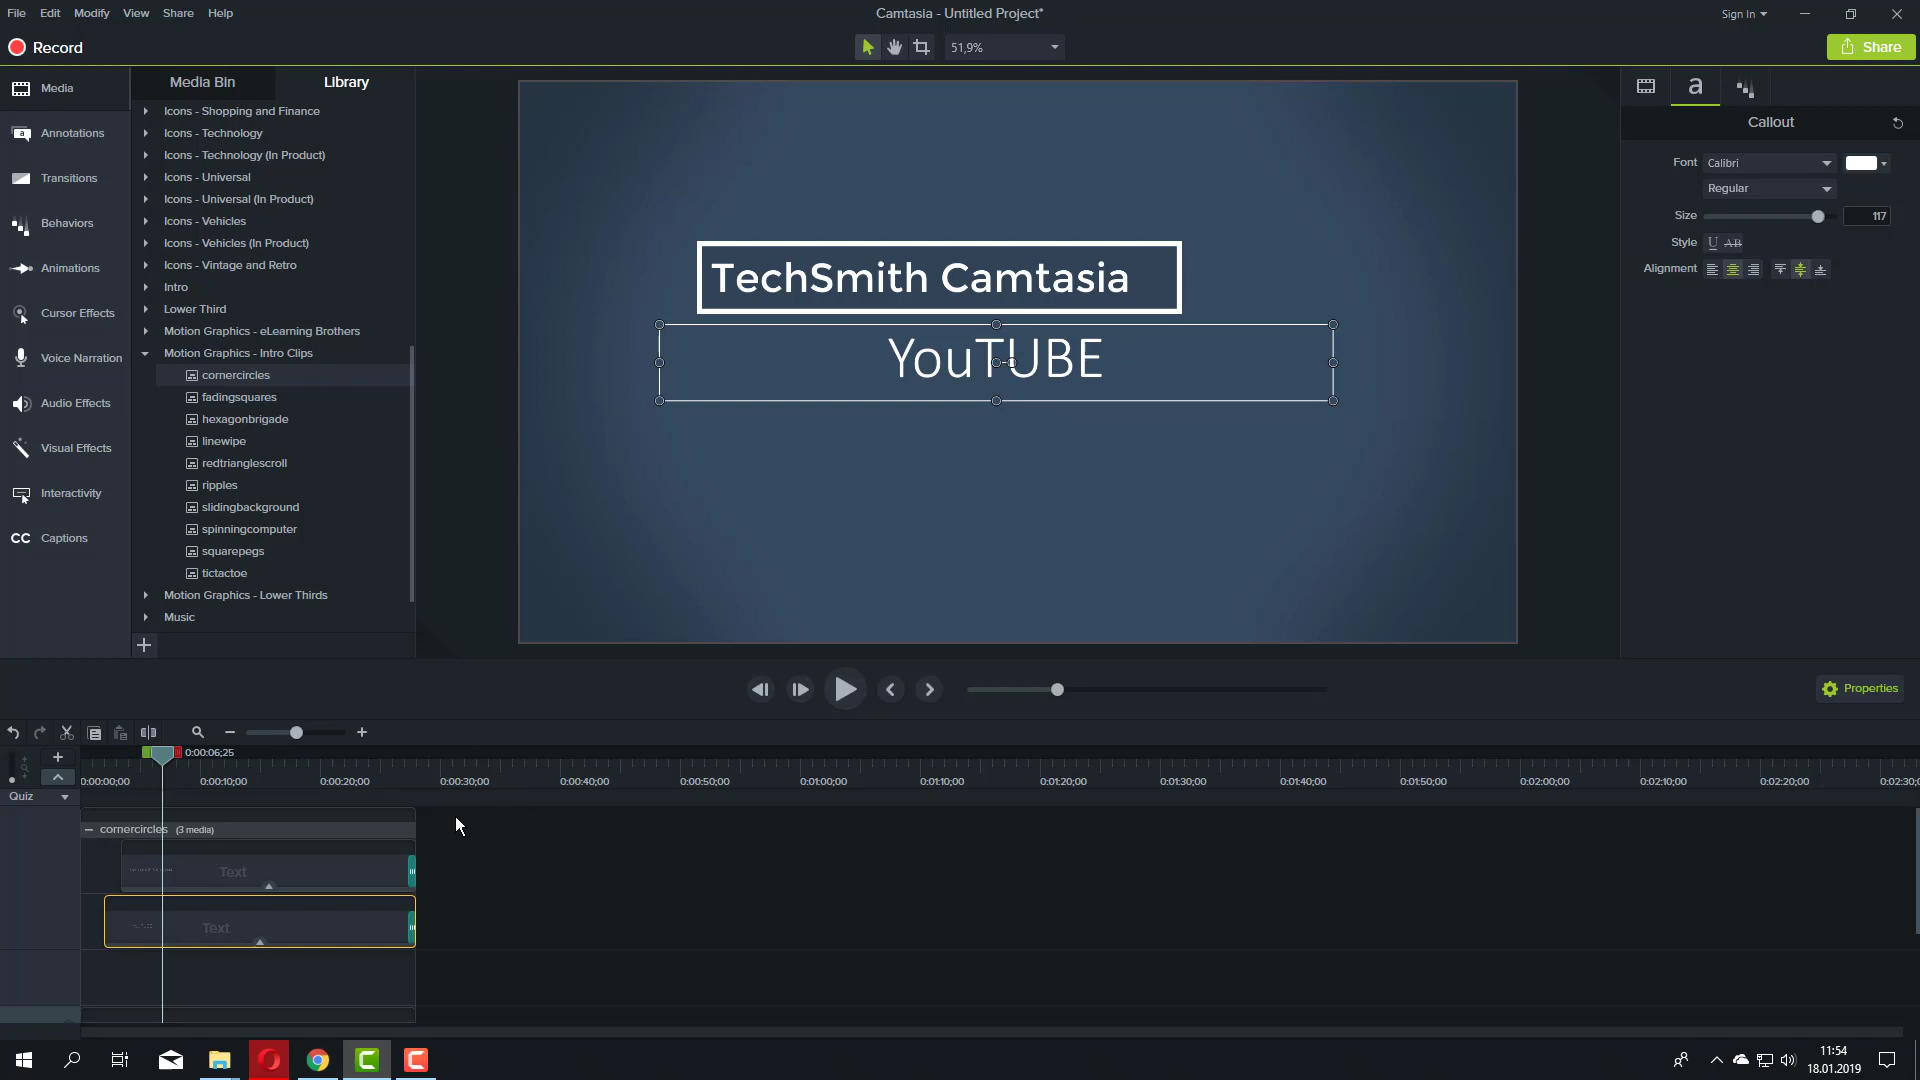 File Edit Modify View Share Help
Camtasia - Untitled Project*
Sign In
Record
51,9%
Share
Media
Annotations
Transitions
Behaviors
Animations
Cursor Effects
Voice Narration
Audio Effects
Visual Effects
Interactivity
CC Captions
Media Bin Library
Icons - Shopping and Finance
Icons - Technology
Icons - Technology (In Product)
Icons - Universal
Icons - Universal (In Product)
Icons - Vehicles
Icons - Vehicles (In Product)
Icons - Vintage and Retro
Intro
Lower Third
Motion Graphics - eLearning Brothers
Motion Graphics - Intro Clips
cornercircles
fadingsquares
hexagonbrigade
linewipe
redtrianglescroll
ripples
slidingbackground
spinningcomputer
squarepegs
tictactoe
Motion Graphics - Lower Thirds
Music
TechSmith Camtasia
YouTUBE
a
Callout
Font Calibri
Regular
Size 117
Style U AB
Alignment
Properties
0:00:06;25
0:00:00;00 0:00:10;00 0:00:20;00 0:00:30;00 0:00:40;00 0:00:50;00 0:01:00;00 0:01:10;00 0:01:20;00 0:01:30;00 0:01:40;00 0:01:50;00 0:02:00;00 0:02:10;00 0:02:20;00
Quiz
cornercircles (3 media)
Text
Text
11:54
18.01.2019